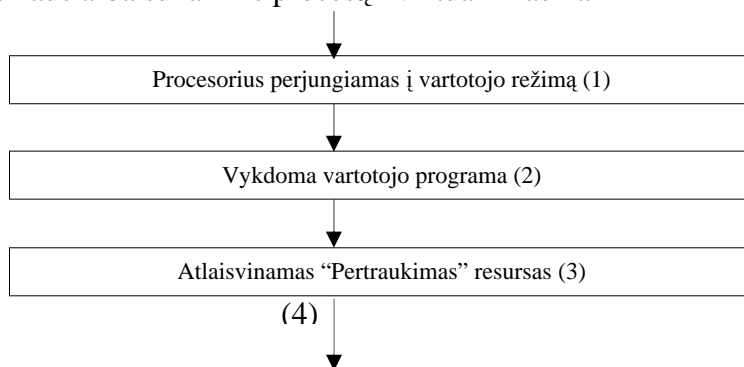 Procesorius perjungiamas į vartotojo režimą (1)
Vykdoma vartotojo programa (2)
Atlaisvinamas “Pertraukimas” resursas (3)
(4)